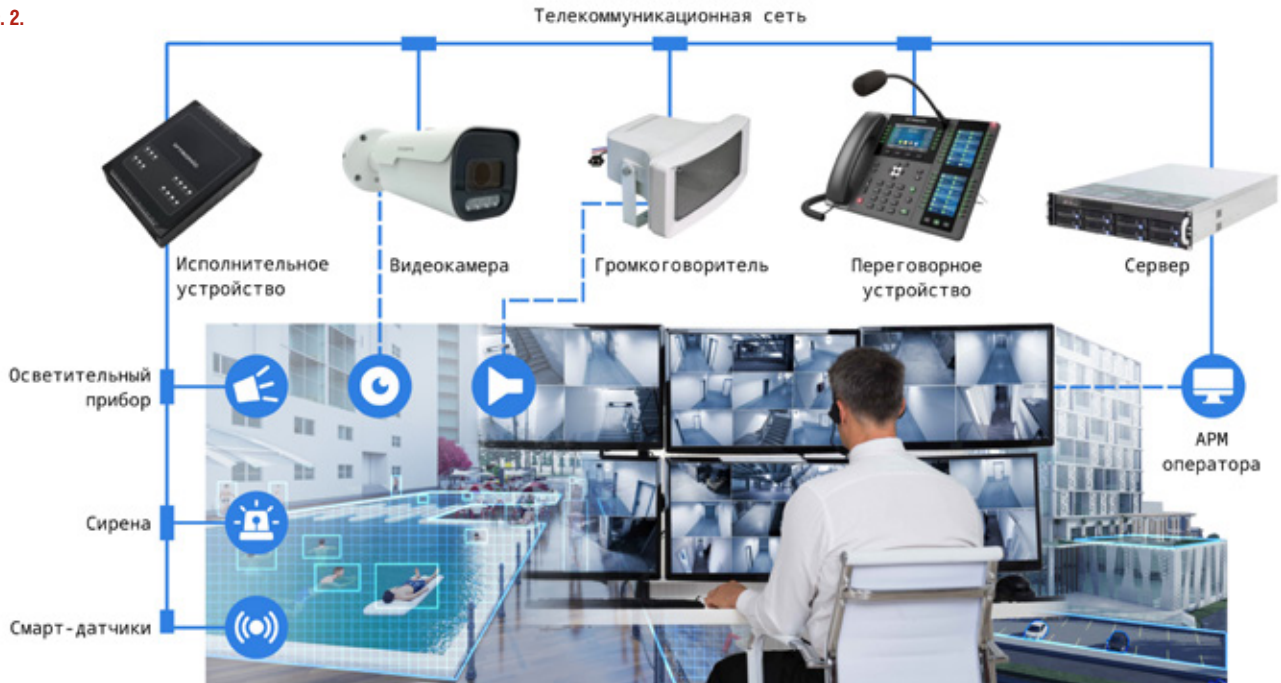 . 2.
Телекоммуникационная сеть
Исполнительное
устройство
Видеокамера
Громкоговоритель
Переговорное
устройство
Сервер
Осветительный
прибор
АРМ
оператора
Сирена
Смарт-датчики